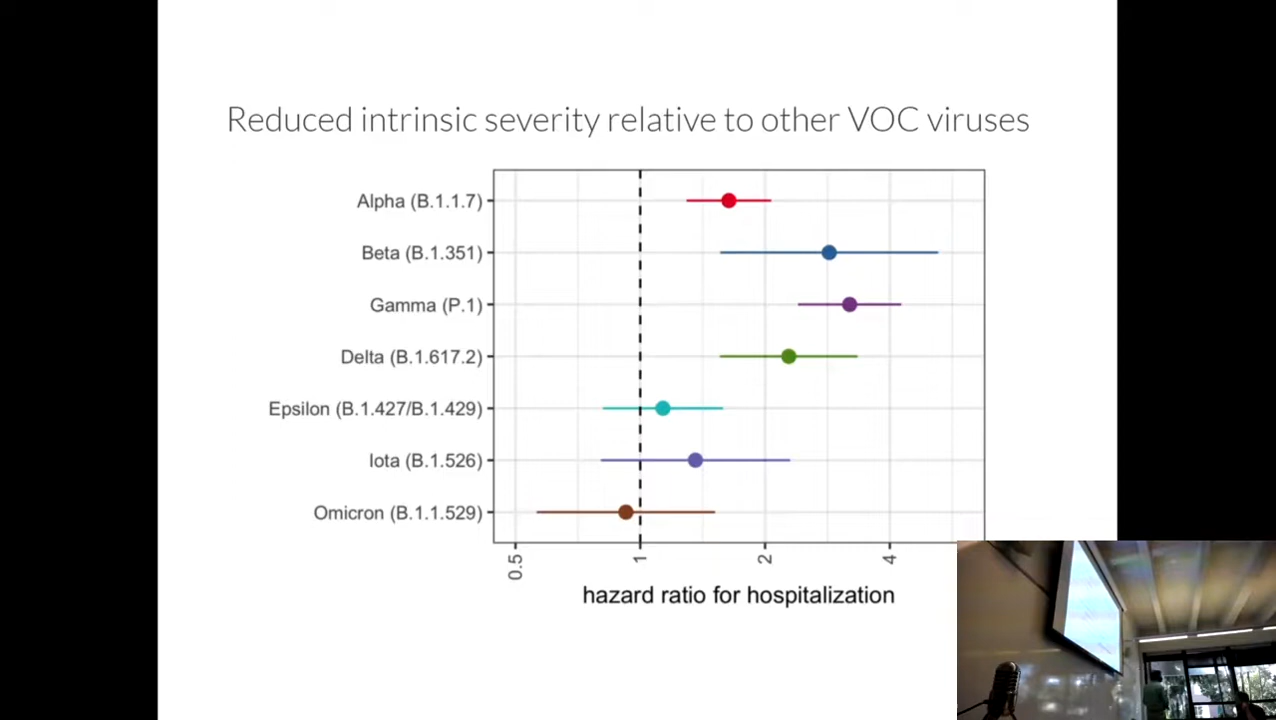 Reduced intrinsic severity relative to other VOC viruses
Alpha (B.1.1.7)
Beta (B.1.351)
Gamma (P.1)
Delta (B.1.617.2)
Epsilon (B.1.427/B.1.429)
Iota (B.1.526)
Omicron (B.1.1.529)
0.5
1
2
4
hazard ratio for hospitalization